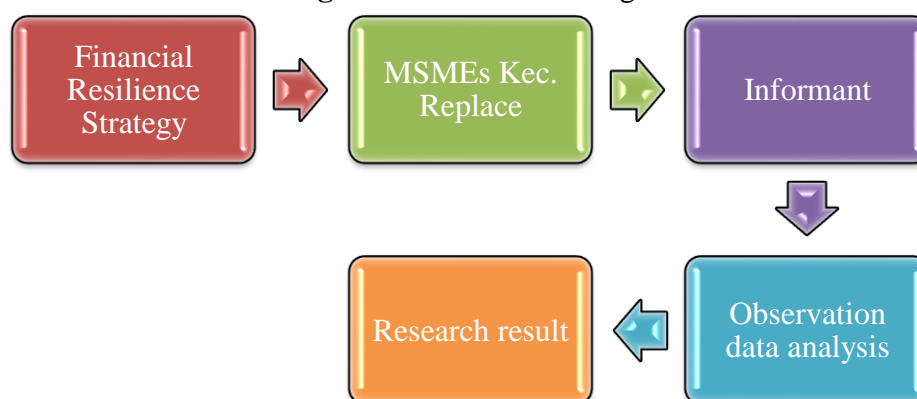 Financial
Resilience
Strategy
MSMEs Kec.
Replace
Informant
Observation
data analysis
Research result